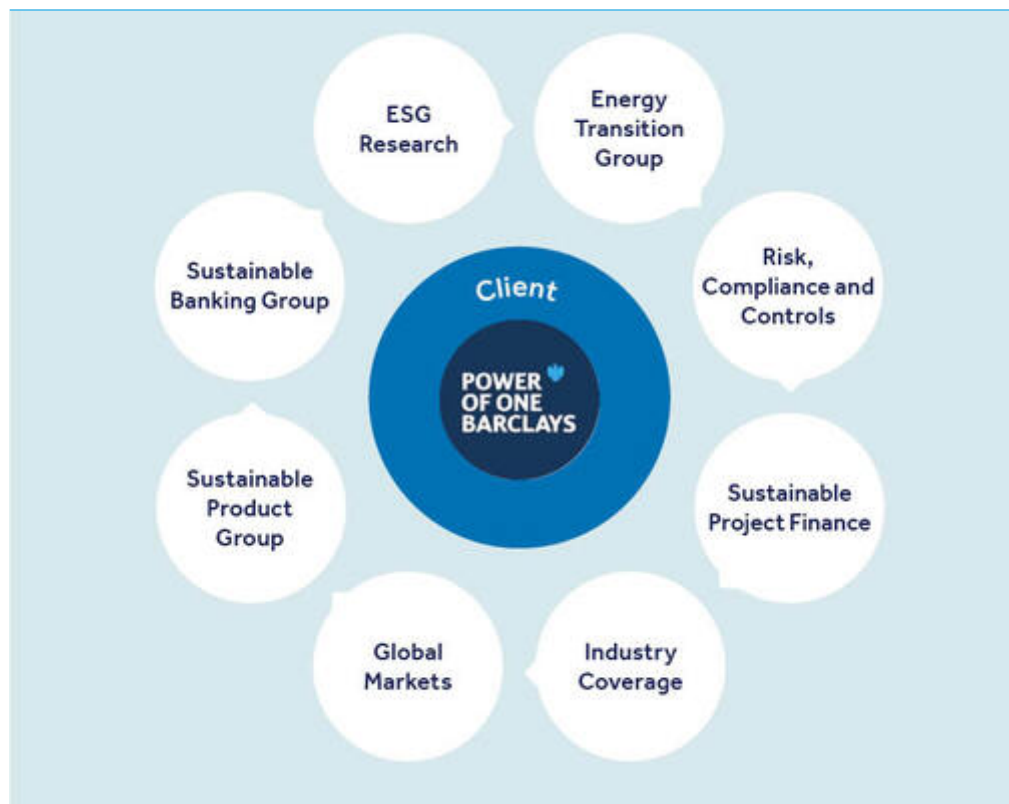 ESG
Research
Energy
Transition
Group
Risk,
Compliance and
Controls
Sustainable
Project Finance
Industry
Coverage
Global
Markets
Sustainable
Product
Group
Sustainable
Banking Group
Client
POWER
OF ONE
BARCLAYS